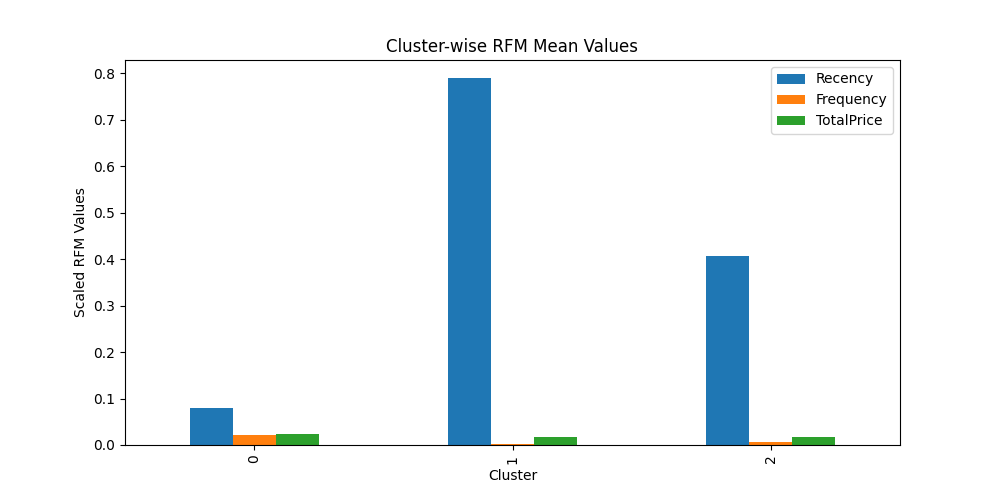 Cluster-wise RFM Mean Values
Recency
Frequency
TotalPrice
Scaled RFM Values
0.8
0.7
0.6
0.5
0.4
0.3
0.2
0.1
0.0
0
1
2
Cluster